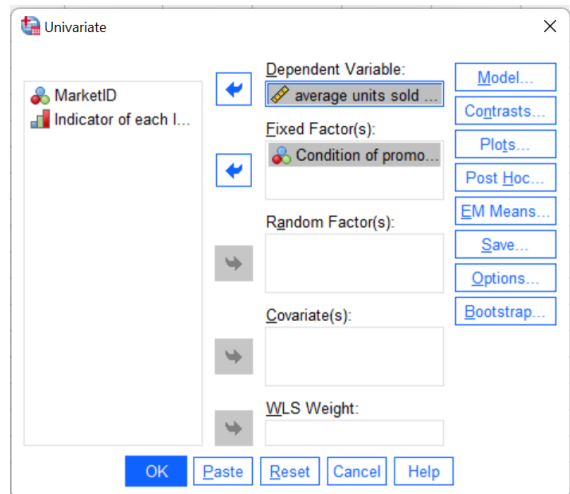 Univariate
MarketID
Indicator of each l...
Dependent Variable:
average units sold ...
Fixed Factor(s):
Condition of promo...
Random Factor(s):
Covariate(s):
WLS Weight:
Model...
Contrasts...
Plots...
Post Hoc...
EM Means...
Save...
Options...
Bootstrap...
OK Paste Reset Cancel Help